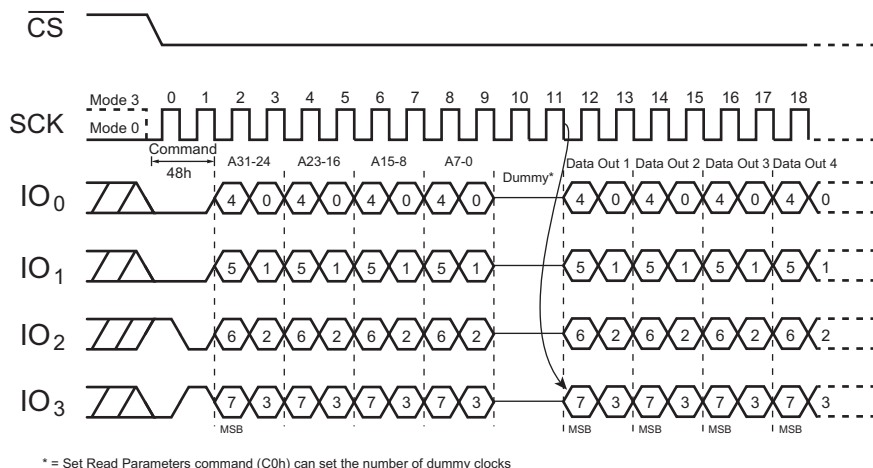 CS
Mode 3 0 1 2 3 4 5 6 7 8 9 10 11 12 13 14 15 16 17 18
SCK
Mode 0
Command A31-24 A23-16 A15-8 A7-0 Dummy* Data Out 1 Data Out 2 Data Out 3 Data Out 4
48h
IO0 4 0 4 0 4 0 4 0 4 0 4 0 4 0 4 0
IO1 5 1 5 1 5 1 5 1 5 1 5 1 5 1 5 1
IO2 6 2 6 2 6 2 6 2 6 2 6 2 6 2 6 2
IO3 7 3 7 3 7 3 7 3 7 3 7 3 7 3 7 3
MSB MSB MSB MSB MSB
* = Set Read Parameters command (C0h) can set the number of dummy clocks